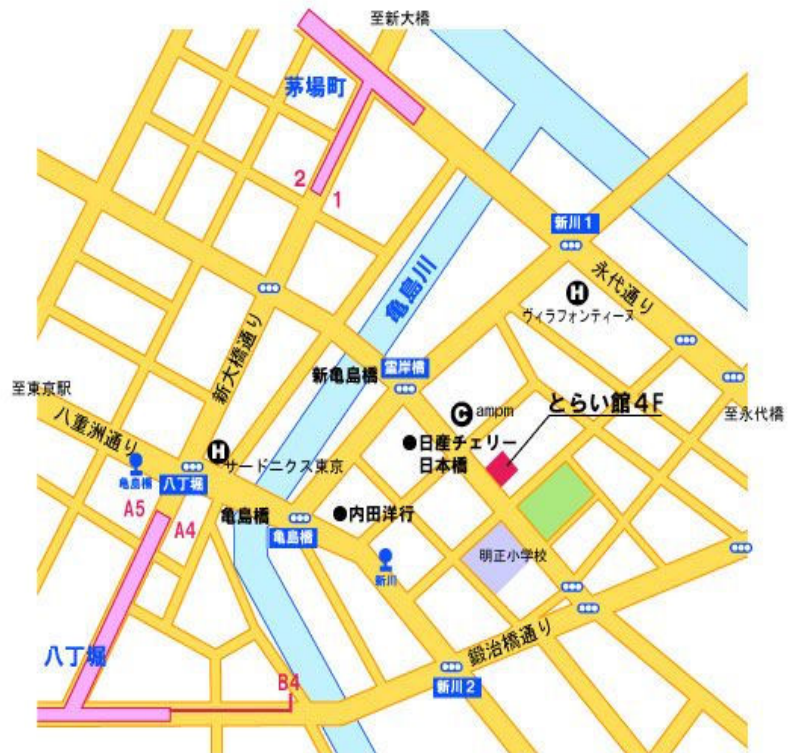 至新大橋
茅場町
2
1
新川1
永代通り
亀島川
H
ヴィラフォンティーヌ
新大橋通り
霊岸橋
新亀島橋
至東京駅
八重洲通り
C ampm
とらい館4F
至永代橋
●日産チェリー
日本橋
H
サードニクス東京
亀島橋
八丁堀
A5
A4
亀島橋
亀島橋
●内田洋行
新川
明正小学校
八丁堀
鍛治橋通り
B4
新川2